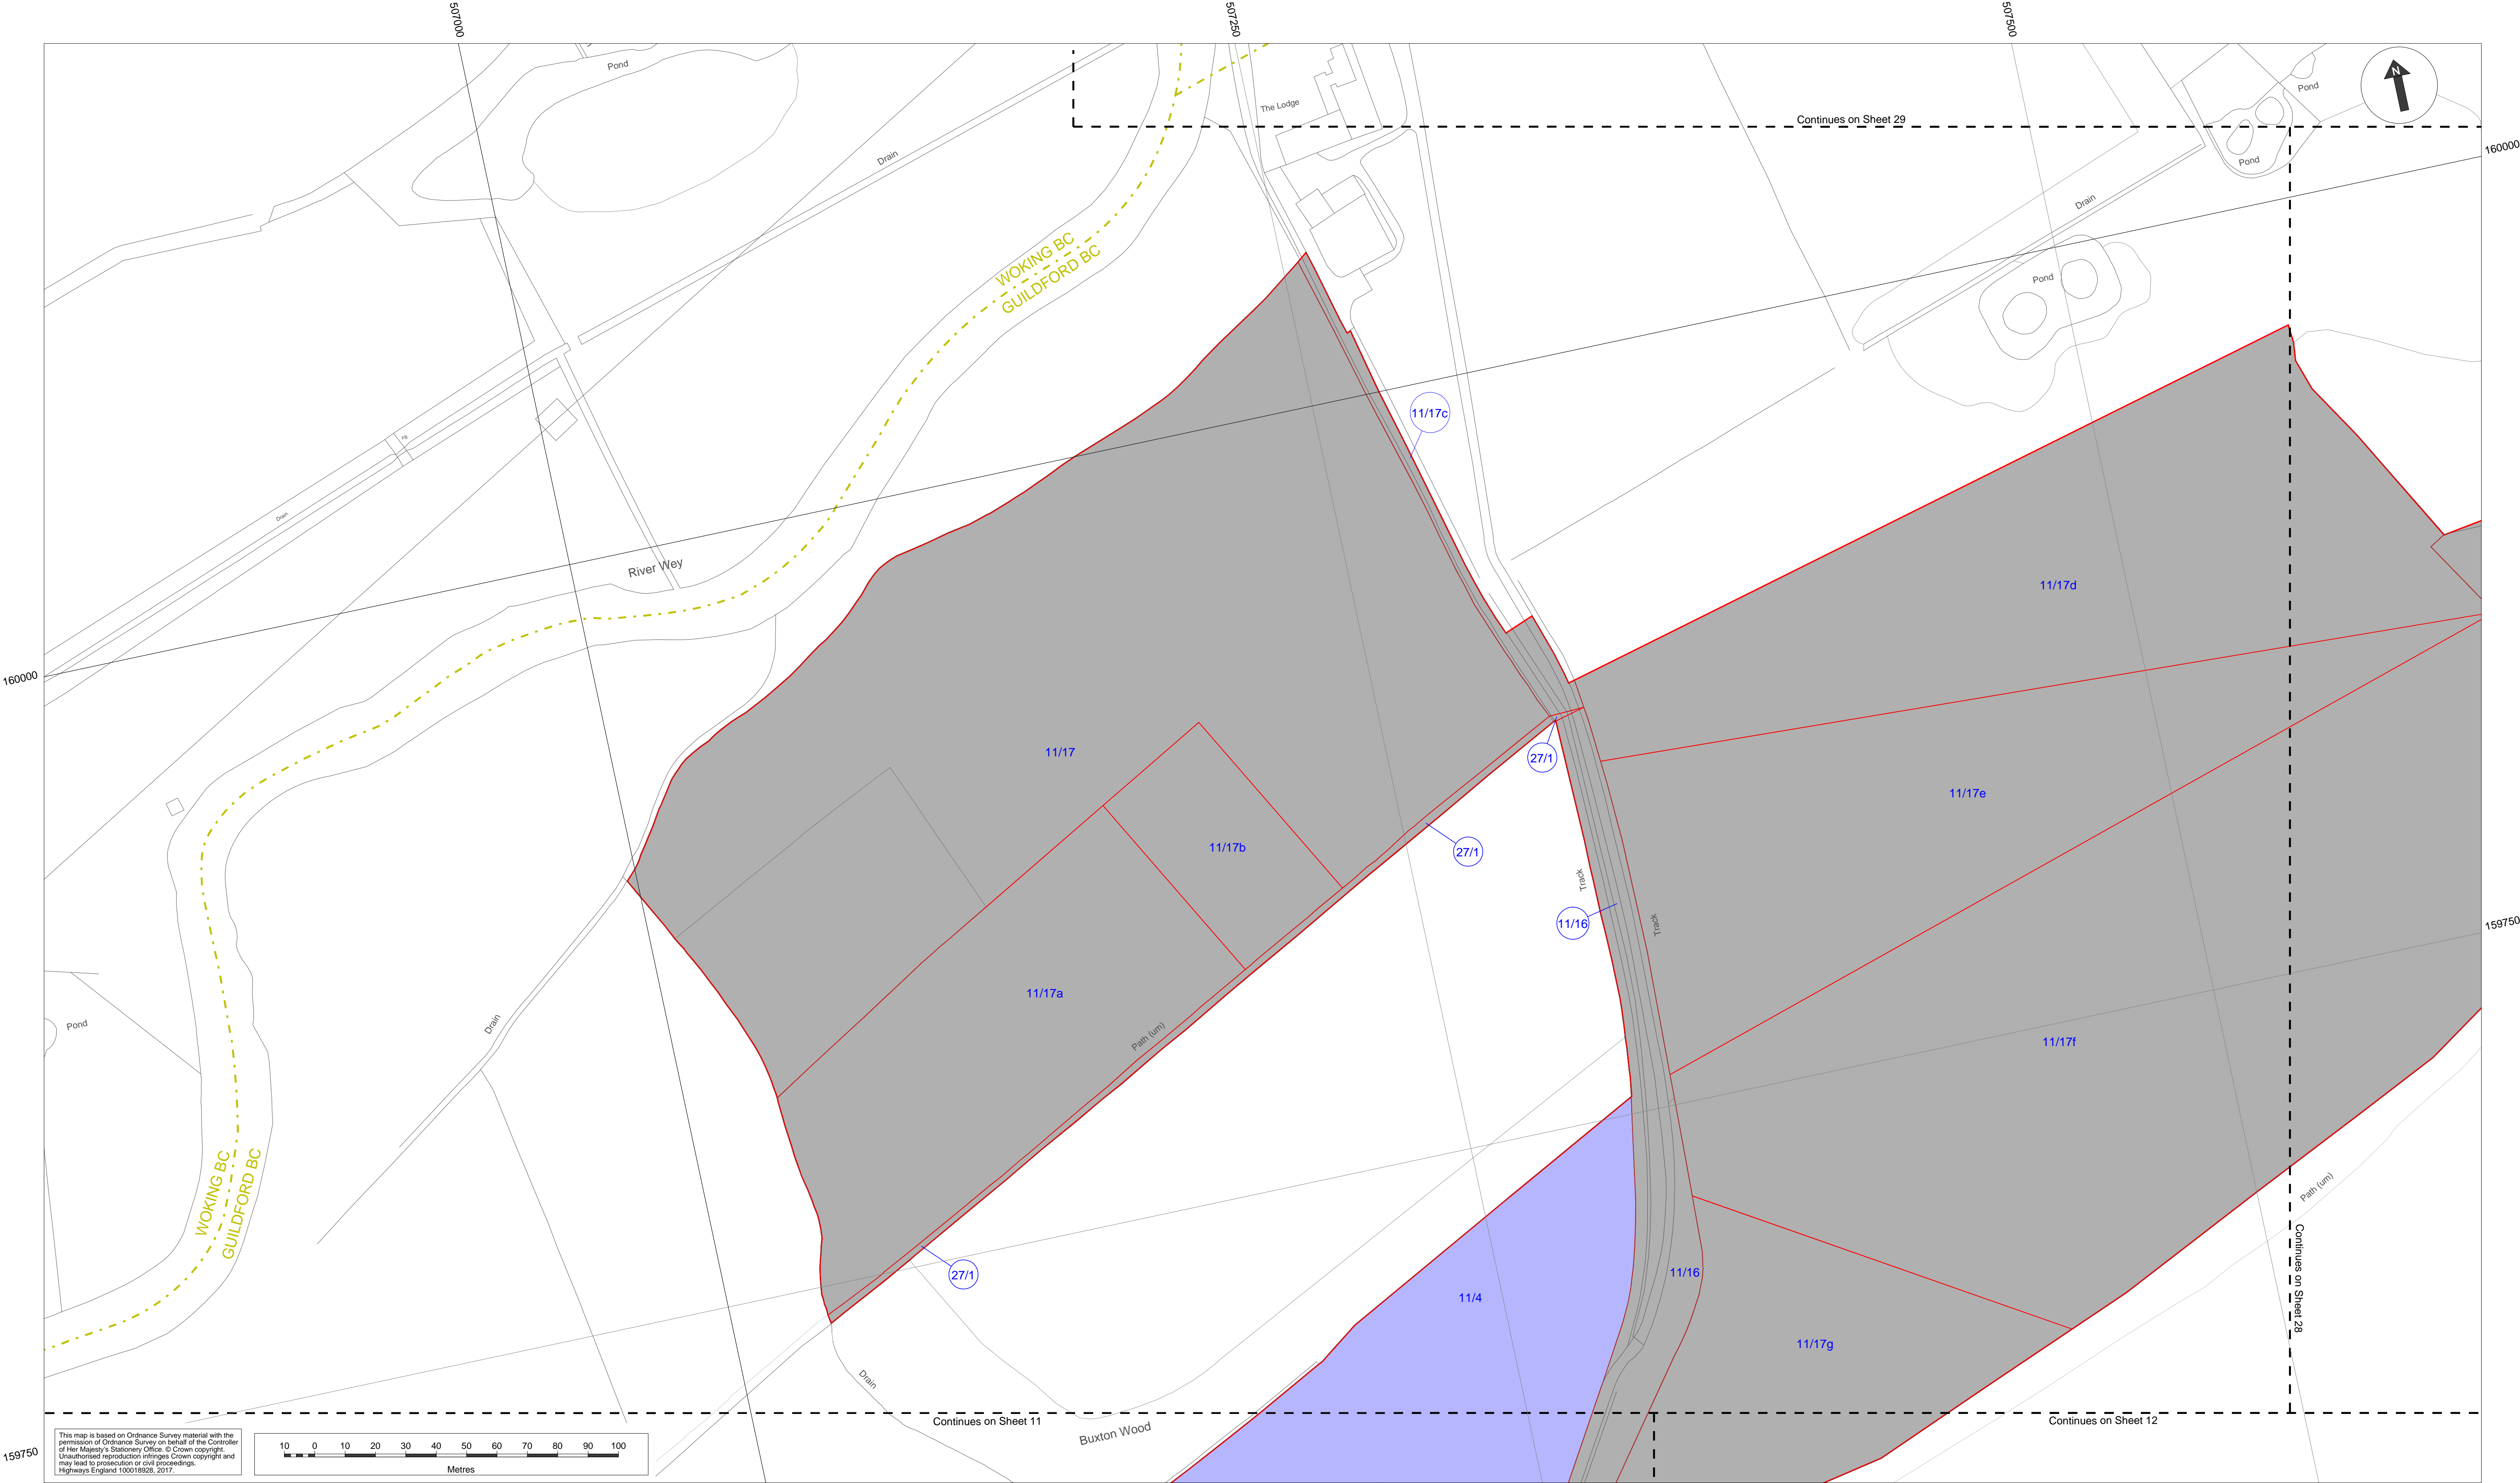 507000
507250
507500
Pond
The Lodge
Continues on Sheet 29
N
Pond
160000
Drain
Pond
Drain
WOKING BC
GUILDFORD BC
Pond
11/17c
Drain
River Wey
11/17d
160000
11/17
27/1
11/17e
11/17b
27/1
Track
11/16
Track
159750
11/17a
Pond
Drain
Path (um)
11/17f
WOKING BC
GUILDFORD BC
Path (um)
27/1
11/4
11/16
Continues on Sheet 28
11/17g
Drain
Continues on Sheet 11
Continues on Sheet 12
Buxton Wood
159750
This map is based on Ordnance Survey material with the
permission of Ordnance Survey on behalf of the Controller
of Her Majesty's Stationery Office, © Crown copyright.
Unauthorised reproduction infringes Crown copyright and
may lead to prosecution or civil proceedings.
Highways England 100018928, 2017.
10 0 10 20 30 40 50 60 70 80 90 100
Metres